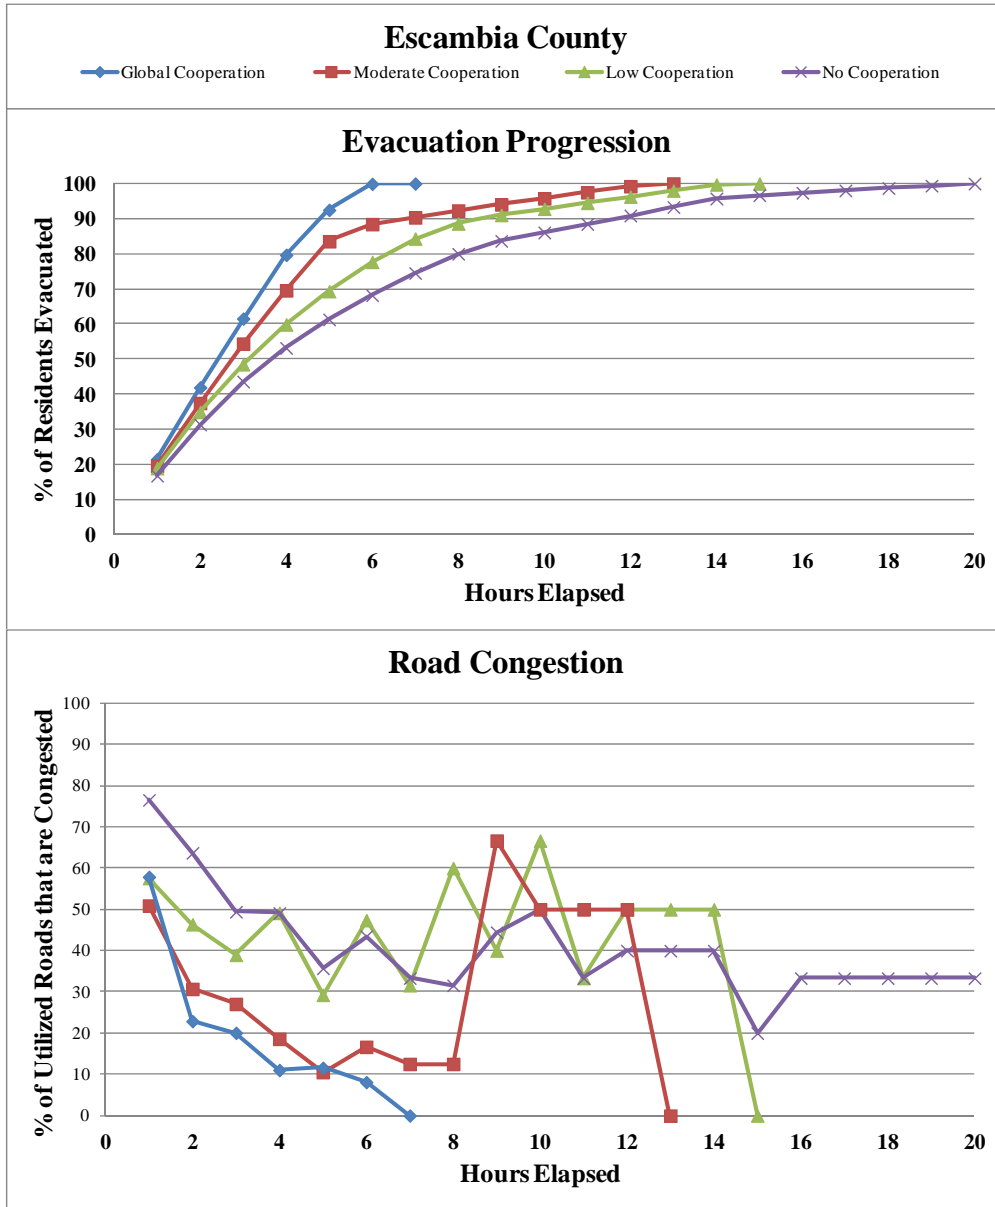 Escambia County
Global Cooperation Moderate Cooperation Low Cooperation No Cooperation
Evacuation Progression
% of Residents Evacuated
100
90
80
70
60
50
40
30
20
10
0
0 2 4 6 8 10 12 14 16 18 20
Hours Elapsed
Road Congestion
% of Utilized Roads that are Congested
100
90
80
70
60
50
40
30
20
10
0
0 2 4 6 8 10 12 14 16 18 20
Hours Elapsed